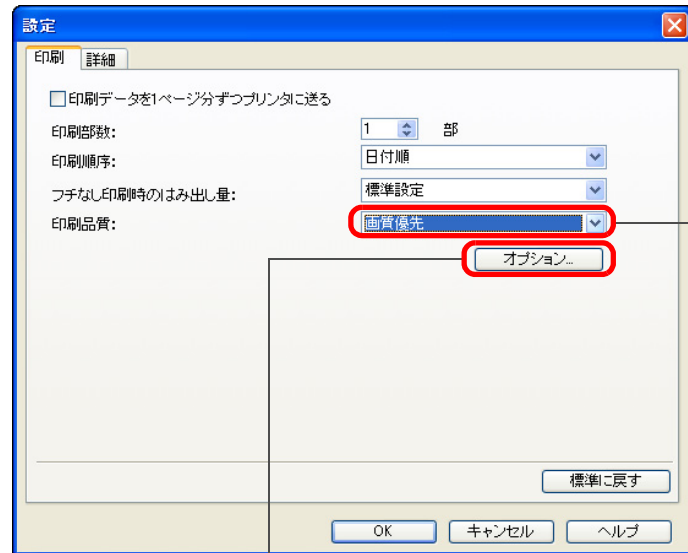 設定
印刷 詳細
印刷データを1ページ分ずつプリンタに送る
印刷部数: 1 部
印刷順序: 日付順
フチなし印刷時のはみ出し量: 標準設定
印刷品質: 画質優先
オプション...
標準に戻す
OK キャンセル ヘルプ